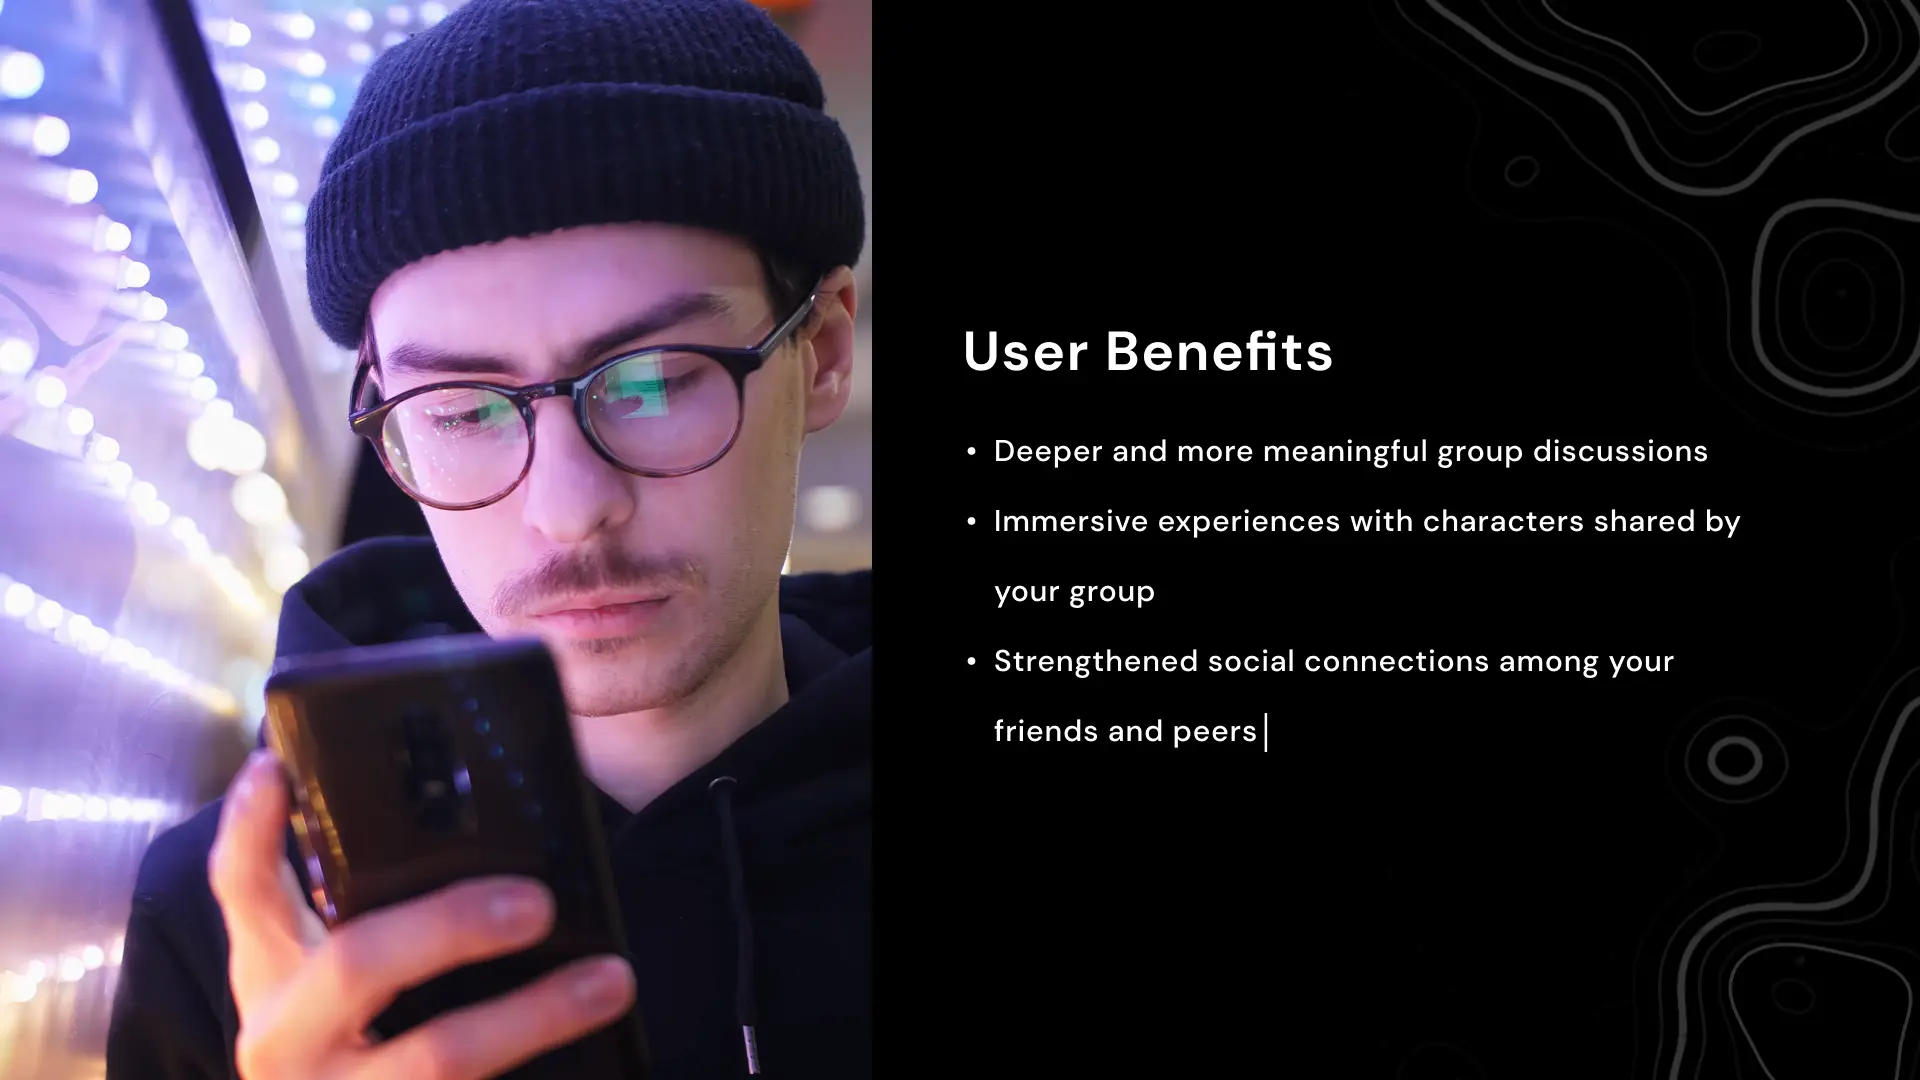 User Benefits
• Deeper and more meaningful group discussions
• Immersive experiences with characters shared by
your group
• Strengthened social connections among your
friends and peers